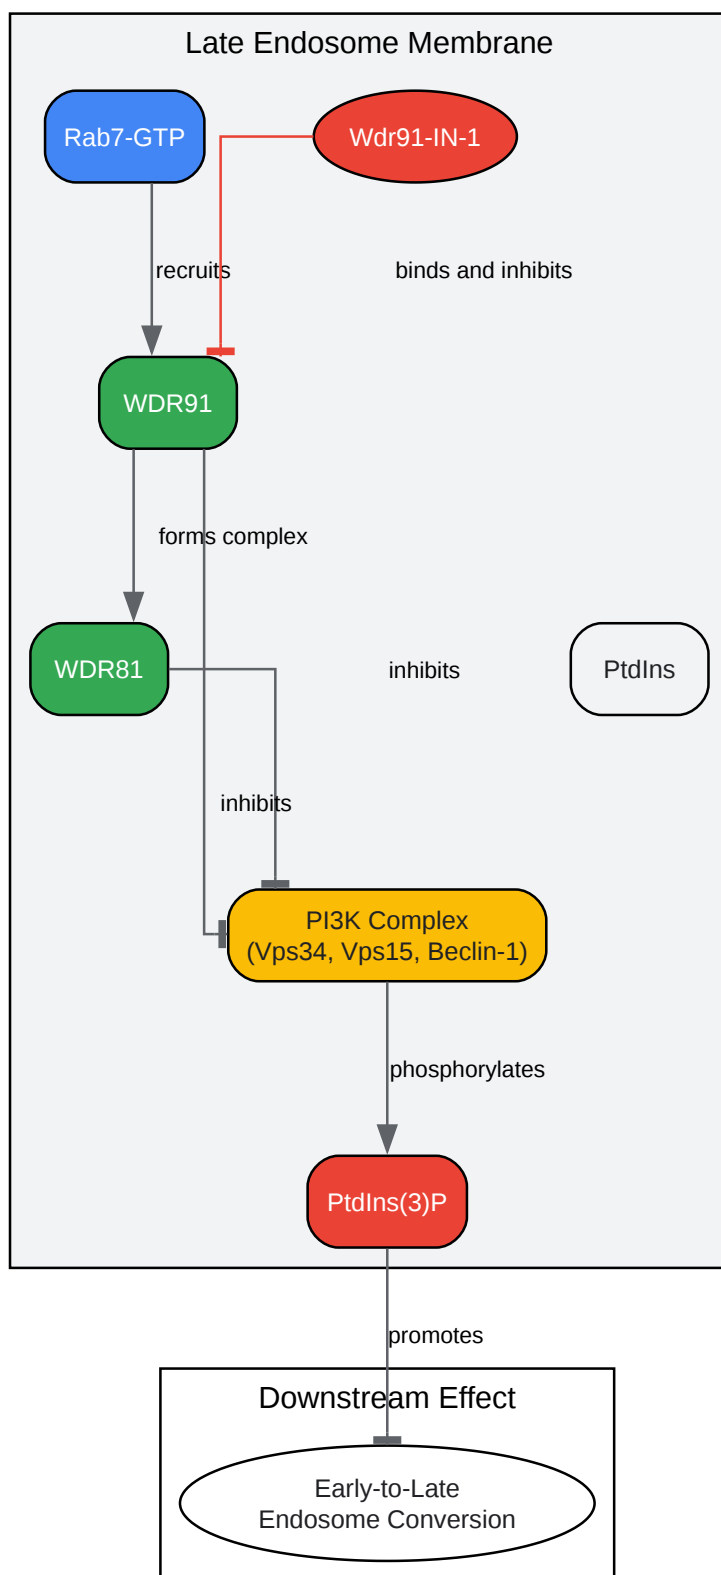 Late Endosome Membrane
Rab7-GTP
Wdr91-IN-1
recruits
binds and inhibits
WDR91
forms complex
WDR81
inhibits
PtdIns
inhibits
PI3K Complex
(Vps34, Vps15, Beclin-1)
phosphorylates
PtdIns(3)P
promotes
Downstream Effect
Early-to-Late
Endosome Conversion